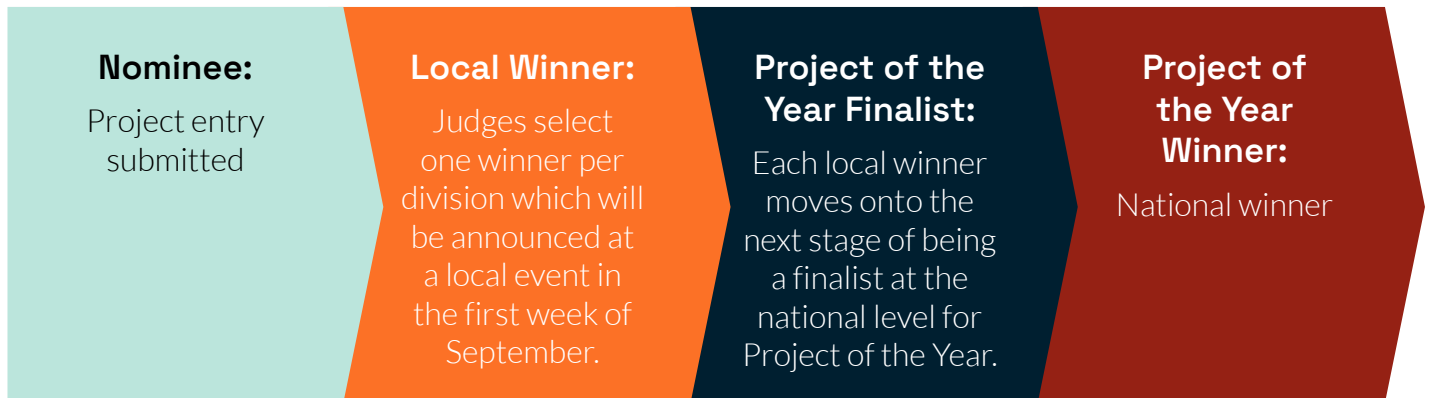 Nominee:
Project entry
submitted
Local Winner:
Judges select
one winner per
division which will
be announced at
a local event in
the first week of
September.
Project of the
Year Finalist:
Each local winner
moves onto the
next stage of being
a finalist at the
national level for
Project of the Year.
Project of
the Year
Winner:
National winner